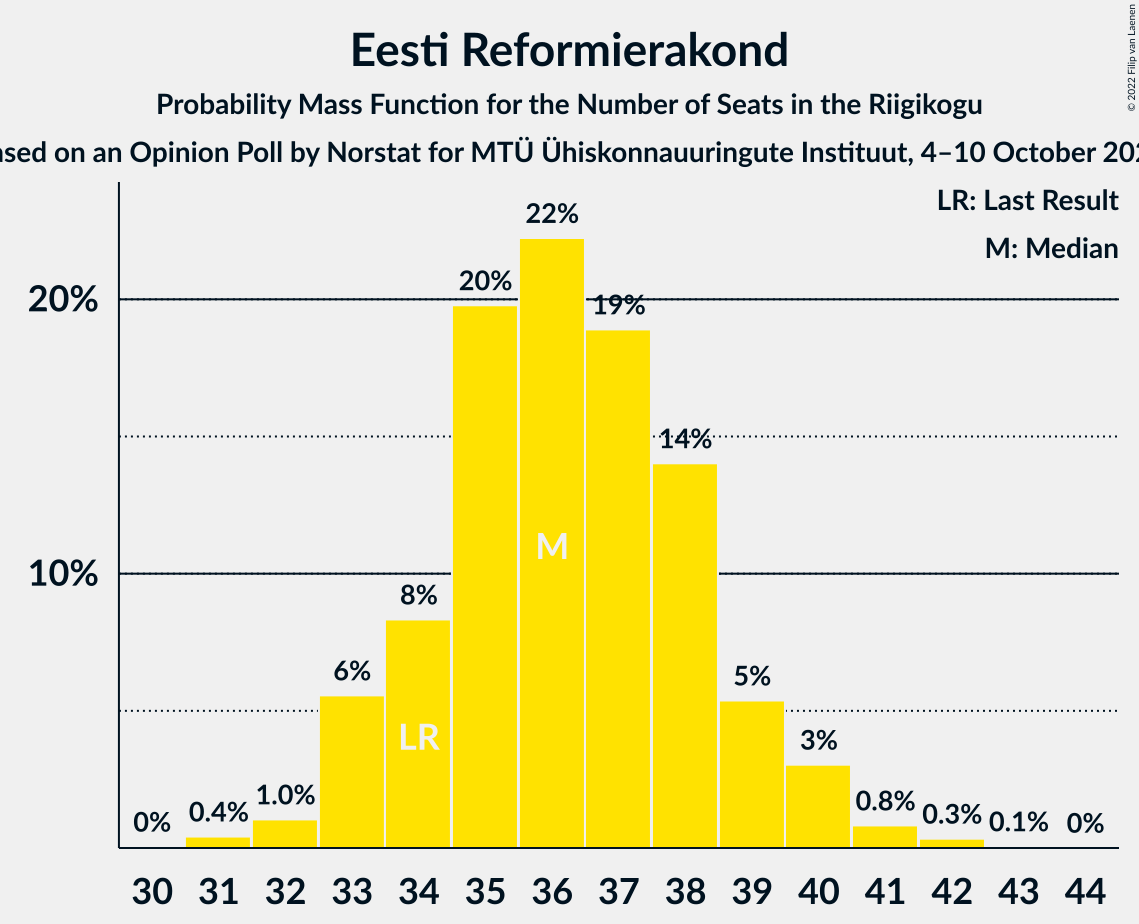 Eesti Reformierakond
Probability Mass Function for the Number of Seats in the Riigikogu
on an Opinion Poll by Norstat for MTÜ Ühiskonnauuringute Instituut, 4–10 October
© 2022 Filip van Laenen
LR: Last Result
M: Median
22%
20%
20%
19%
14%
M
10%
8%
6%
5%
LR
3%
1.0%
0.8%
0.4%
0.3%
0%
0.1%
0%
30 31 32 33 34 35 36 37 38 39 40 41 42 43 44